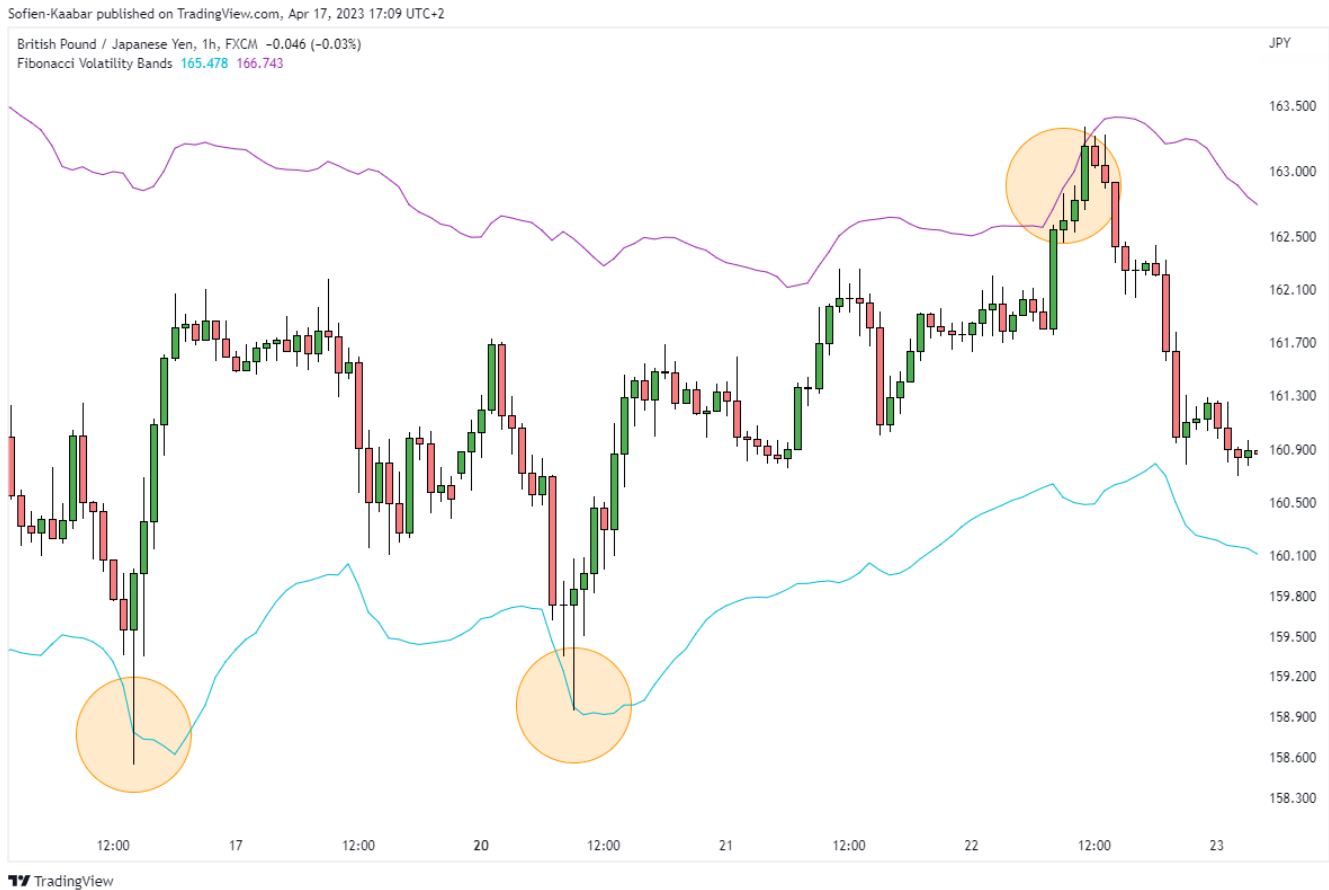 Sofien-Kaabar published on TradingView.com, Apr 17, 2023 17:09 UTC+2
British Pound / Japanese Yen, 1h, FXCM −0.046 (−0.03%)
JPY
Fibonacci Volatility Bands 165.478 166.743
163.500
163.000
162.500
162.100
161.700
161.300
160.900
160.500
160.100
159.800
159.500
159.200
158.900
158.600
158.300
12:00 17 12:00 20 12:00 21 12:00 22 12:00 23
TradingView